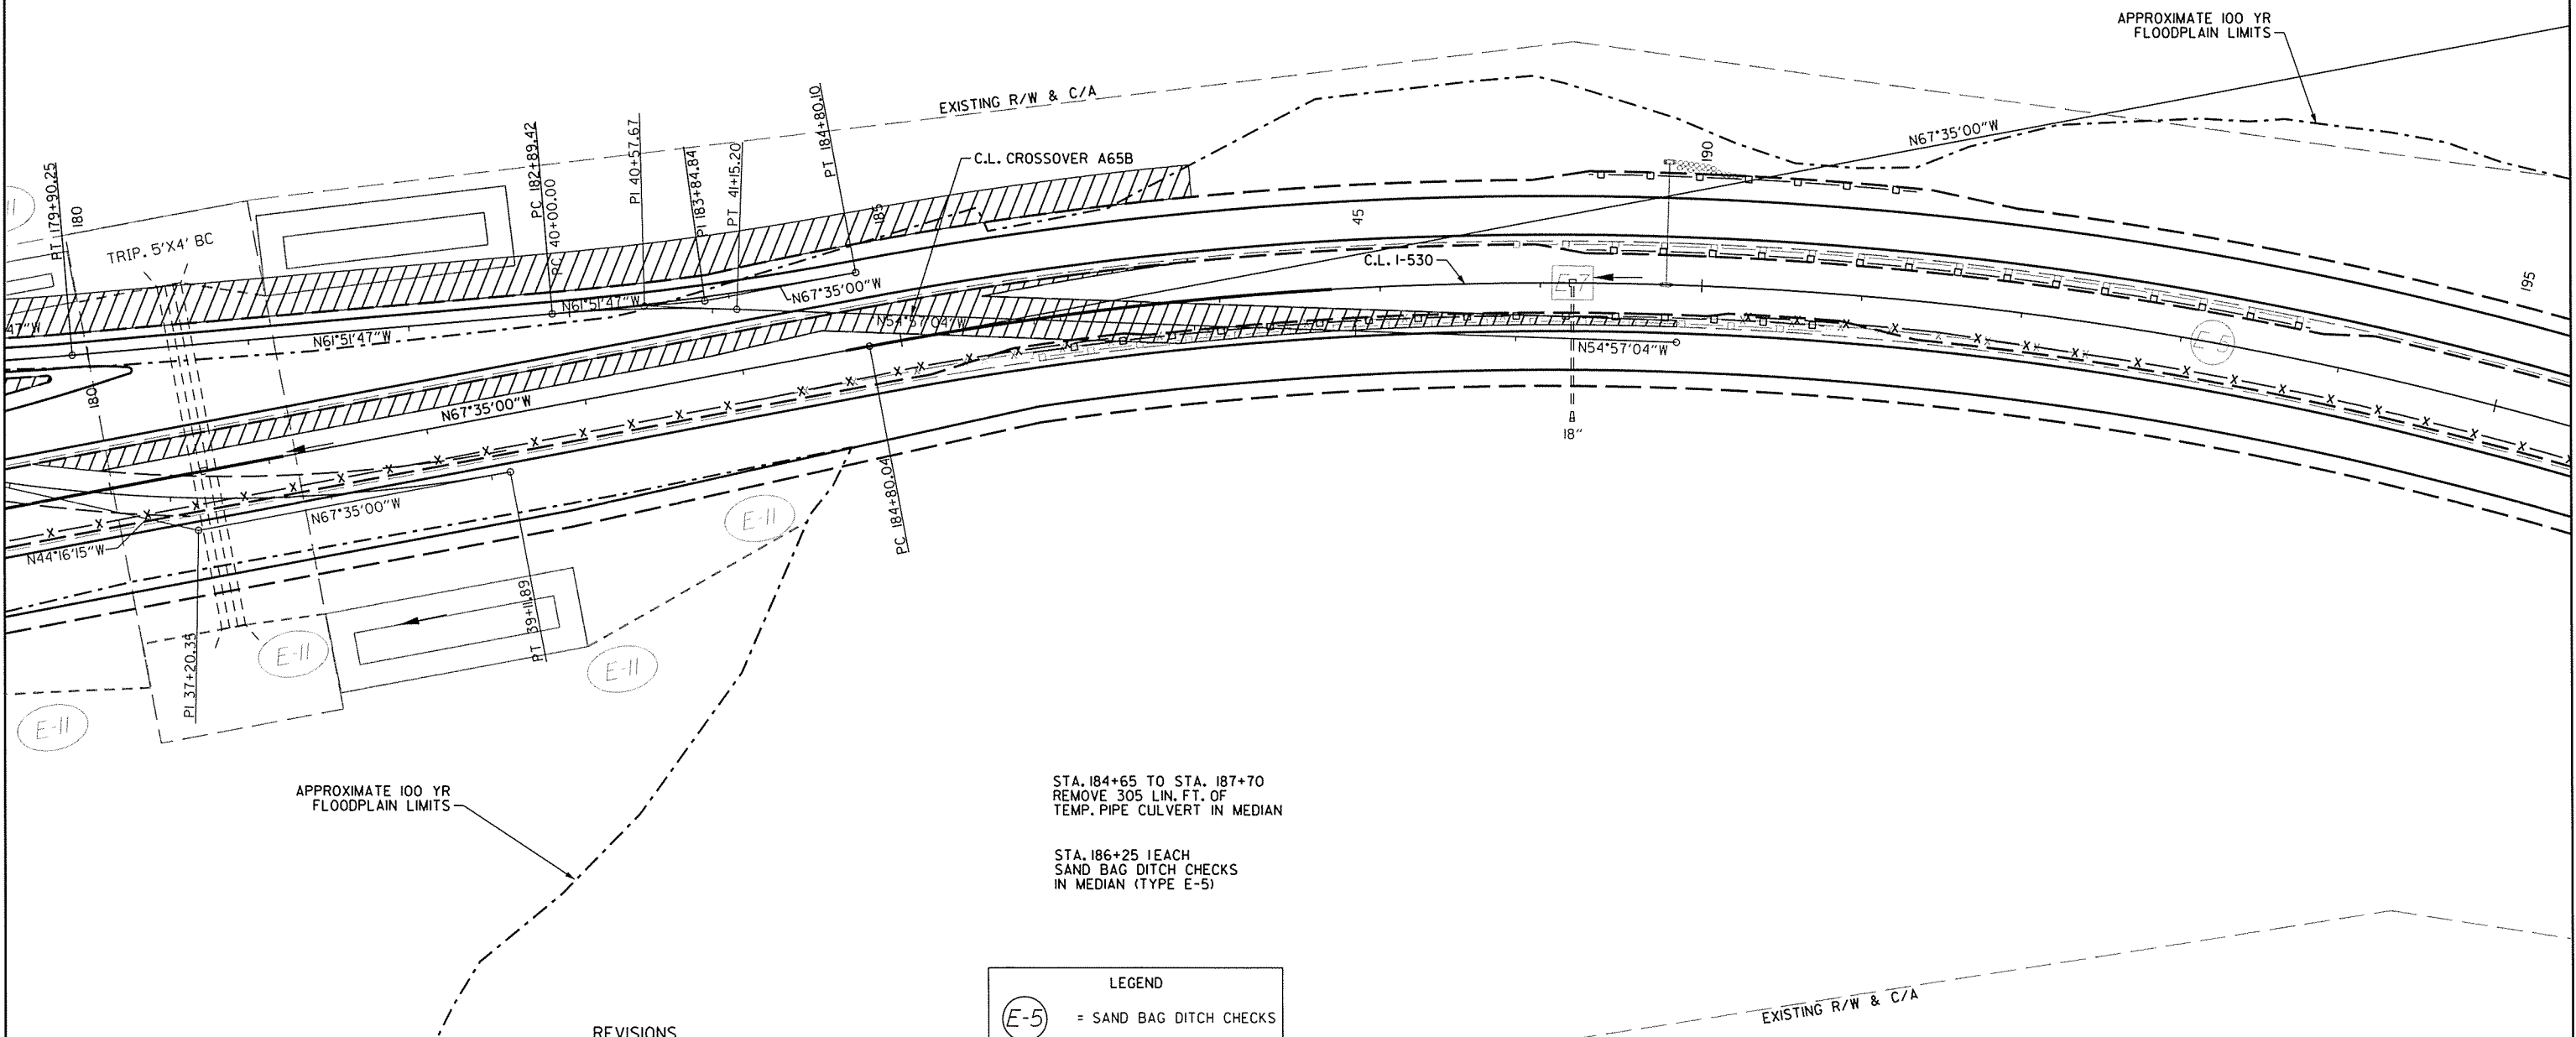 APPROXIMATE 100 YR
FLOODPLAIN LIMITS
EXISTING R/W & C/A
N67°35'00"W
C.L. CROSSOVER A65B
PT 179+90.25
180
TRIP. 5'X4' BC
PC 182+89.42
PC 40+00.00
PI 40+57.67
PI 183+84.84
PT 41+15.20
PT 184+80.10
185
45
190
195
C.L. I-530
E-7
E-5
N61°51'47"W
N67°35'00"W
47"W
N61°51'47"W
N54°57'04"W
N54°57'04"W
180
N67°35'00"W
18"
N67°35'00"W
N44°16'15"W
PC 184+80.04
E-11
PT 39+11.89
E-11
E-11
PI 37+20.35
E-11
APPROXIMATE 100 YR
FLOODPLAIN LIMITS
STA. 184+65 TO STA. 187+70
REMOVE 305 LIN. FT. OF
TEMP. PIPE CULVERT IN MEDIAN
STA. 186+25 1 EACH
SAND BAG DITCH CHECKS
IN MEDIAN (TYPE E-5)
LEGEND
E-5 = SAND BAG DITCH CHECKS
REVISIONS
EXISTING R/W & C/A